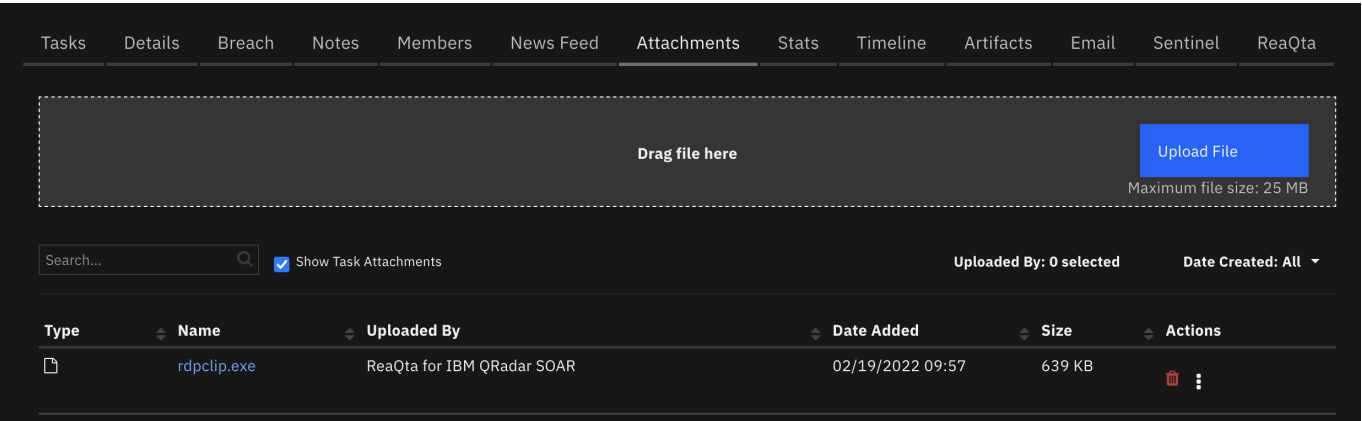 Tasks Details Breach Notes Members News Feed Attachments Stats Timeline Artifacts Email Sentinel ReaQta
Drag file here
Upload File
Maximum file size: 25 MB
Search...
Show Task Attachments
Uploaded By: 0 selected
Date Created: All
Type Name Uploaded By Date Added Size Actions
rdpclip.exe ReaQta for IBM QRadar SOAR 02/19/2022 09:57 639 KB